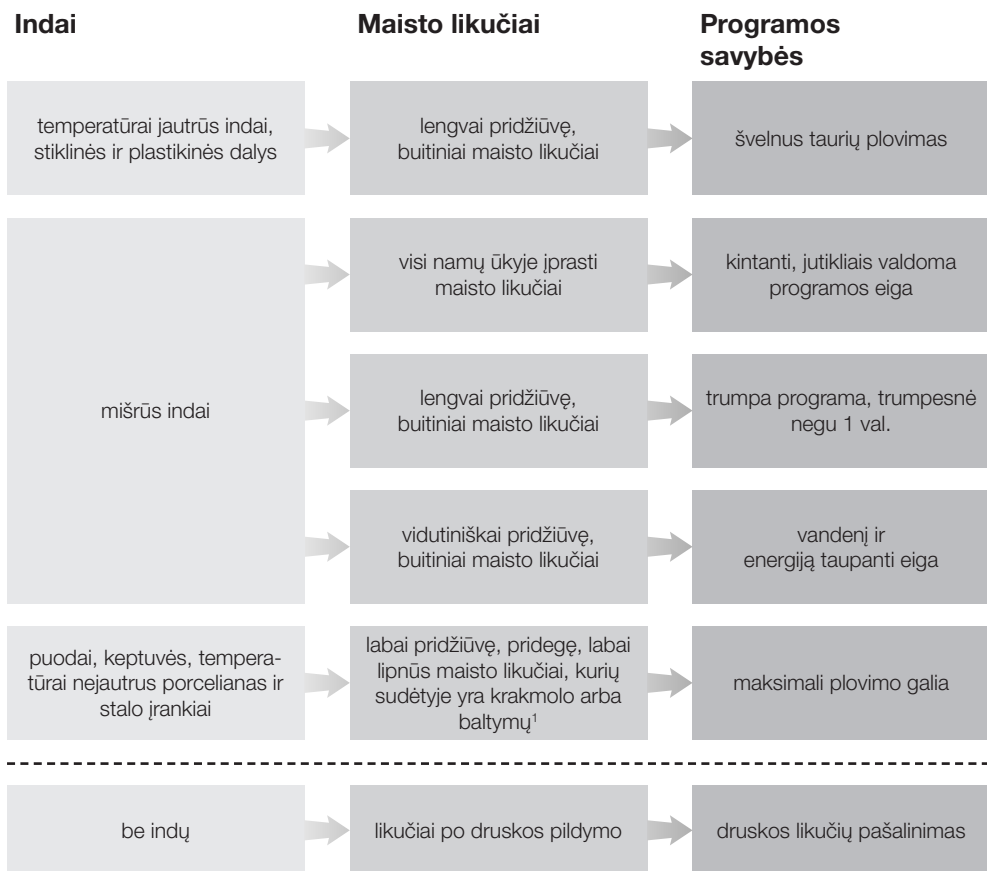 Indai
Maisto likučiai
Programos
savybės
temperatūrai jautrūs indai,
stiklinės ir plastikinės dalys
lengvai pridžiūvę,
buitiniai maisto likučiai
švelnus taurių plovimas
mišrūs indai
visi namų ūkyje įprasti
maisto likučiai
kintanti, jutikliais valdoma
programos eiga
lengvai pridžiūvę,
buitiniai maisto likučiai
trumpa programa, trumpesnė
negu 1 val.
vidutiniškai pridžiūvę,
buitiniai maisto likučiai
vandenį ir
energiją taupanti eiga
puodai, keptuvės, tempera-
tūrai nejautrus porcelianas ir
stalo įrankiai
labai pridžiūvę, pridegę, labai
lipnūs maisto likučiai, kurių
sudėtyje yra krakmolo arba
baltymų¹
maksimali plovimo galia
be indų
likučiai po druskos pildymo
druskos likučių pašalinimas